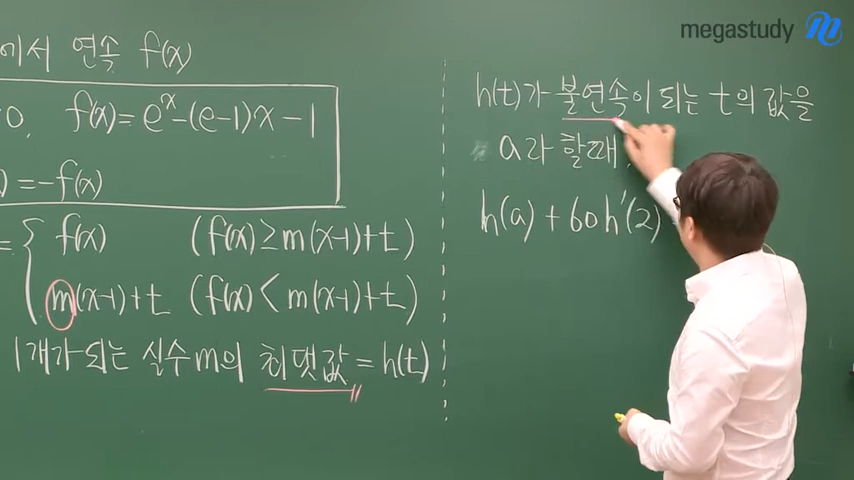 megastudy
에서 연속 f(x)
0. f(x)=e^x-(e-1)x-1
)=-f(x)
={ f(x) (f(x)≥m(x-1)+t)
m(x-1)+t (f(x)<m(x-1)+t)
1개가 되는 실수 m의 최댓값=h(t)
h(t)가 불연속이 되는 t의 값을
a라 할때,
h(a)+60h'(2)